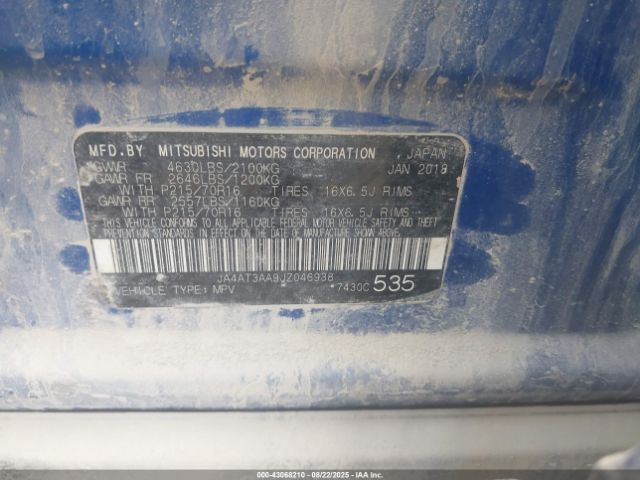 MFD.BY MITSUBISHI MOTORS CORPORATION JAPAN
GVWR 4630LBS/2100KG JAN 2018
GAWR FR 2646LBS/1200KG
WITH P215/70R16 TIRES 16X6.5J RIMS
GAWR RR 2557LBS/1160KG
WITH P215/70R16 TIRES 16X6.5J RIMS
THIS VEHICLE CONFORMS TO ALL APPLICABLE FEDERAL
MOTOR VEHICLE SAFETY AND THEFT PREVENTION STANDARDS
IN EFFECT ON THE DATE OF MANUFACTURE SHOWN ABOVE.
JA4AT3AA9JZ046938
VEHICLE TYPE: MPV 7430C 535
000-43068210 - 08/22/2025 - IAAI.COM